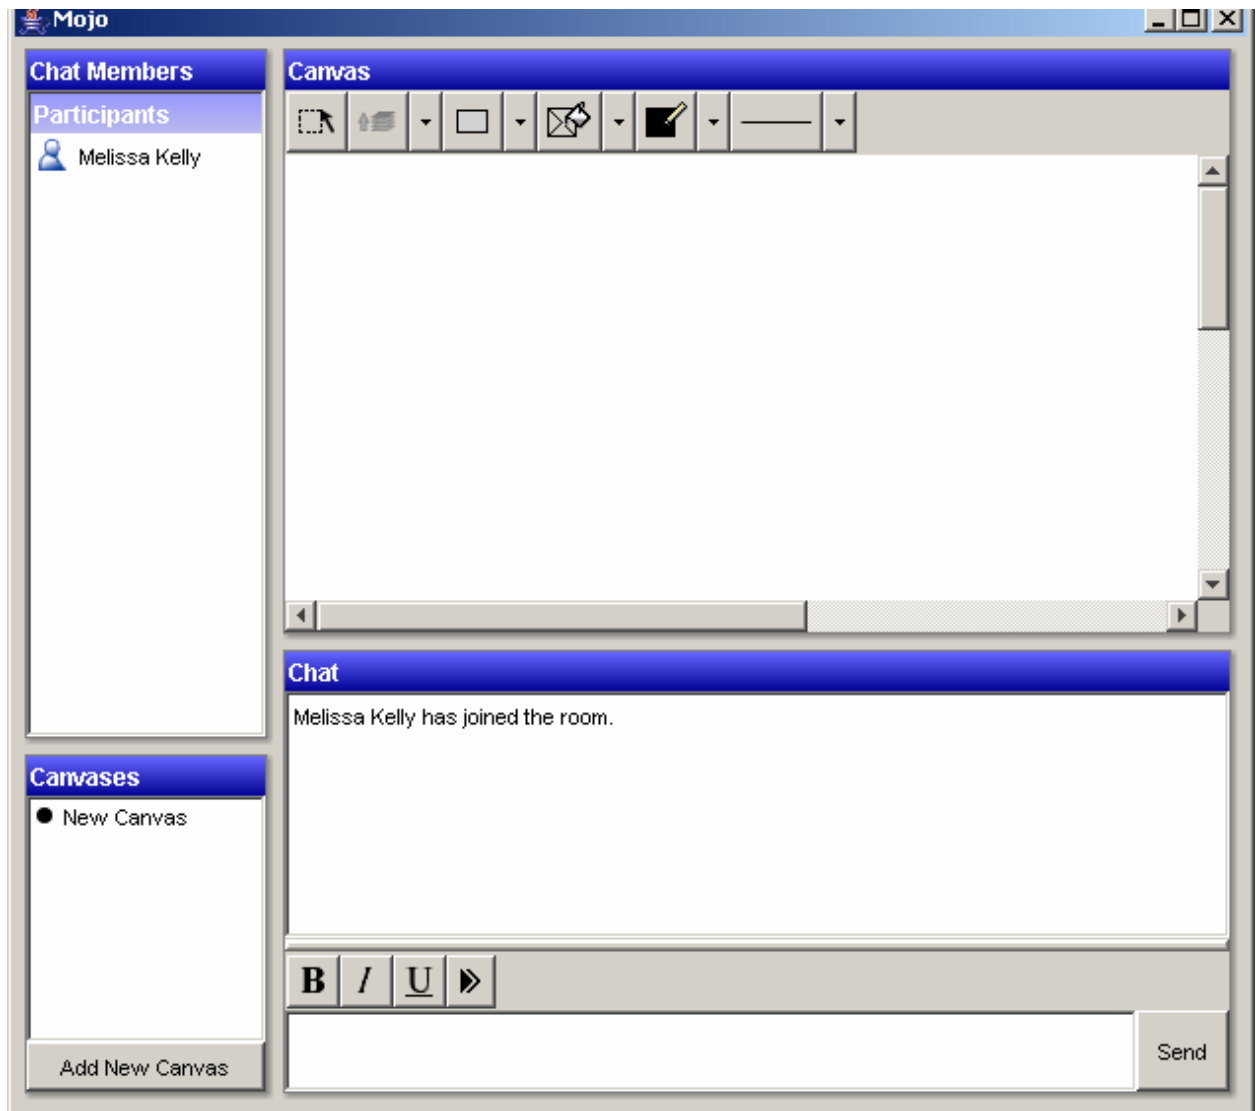 Mojo
Chat Members
Participants
Melissa Kelly
Canvases
New Canvas
Add New Canvas
Canvas
Chat
Melissa Kelly has joined the room.
B I U
Send